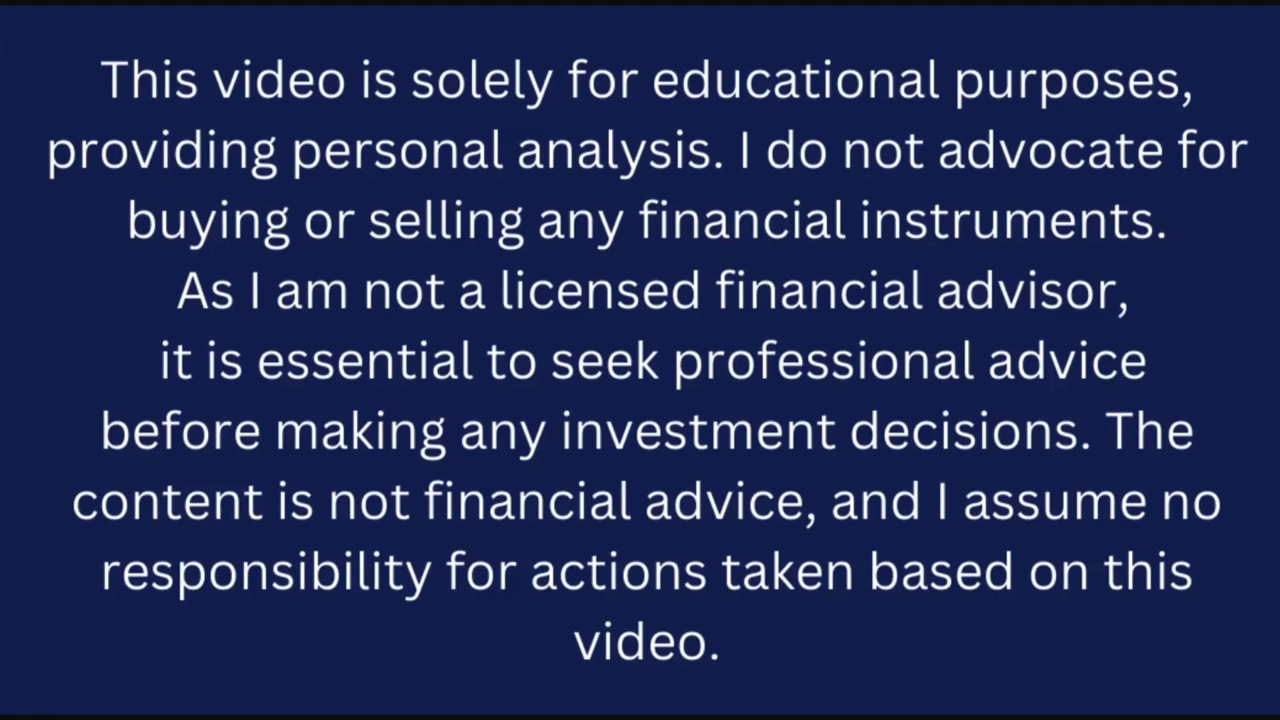 This video is solely for educational purposes,
providing personal analysis. I do not advocate for
buying or selling any financial instruments.
As I am not a licensed financial advisor,
it is essential to seek professional advice
before making any investment decisions. The
content is not financial advice, and I assume no
responsibility for actions taken based on this
video.